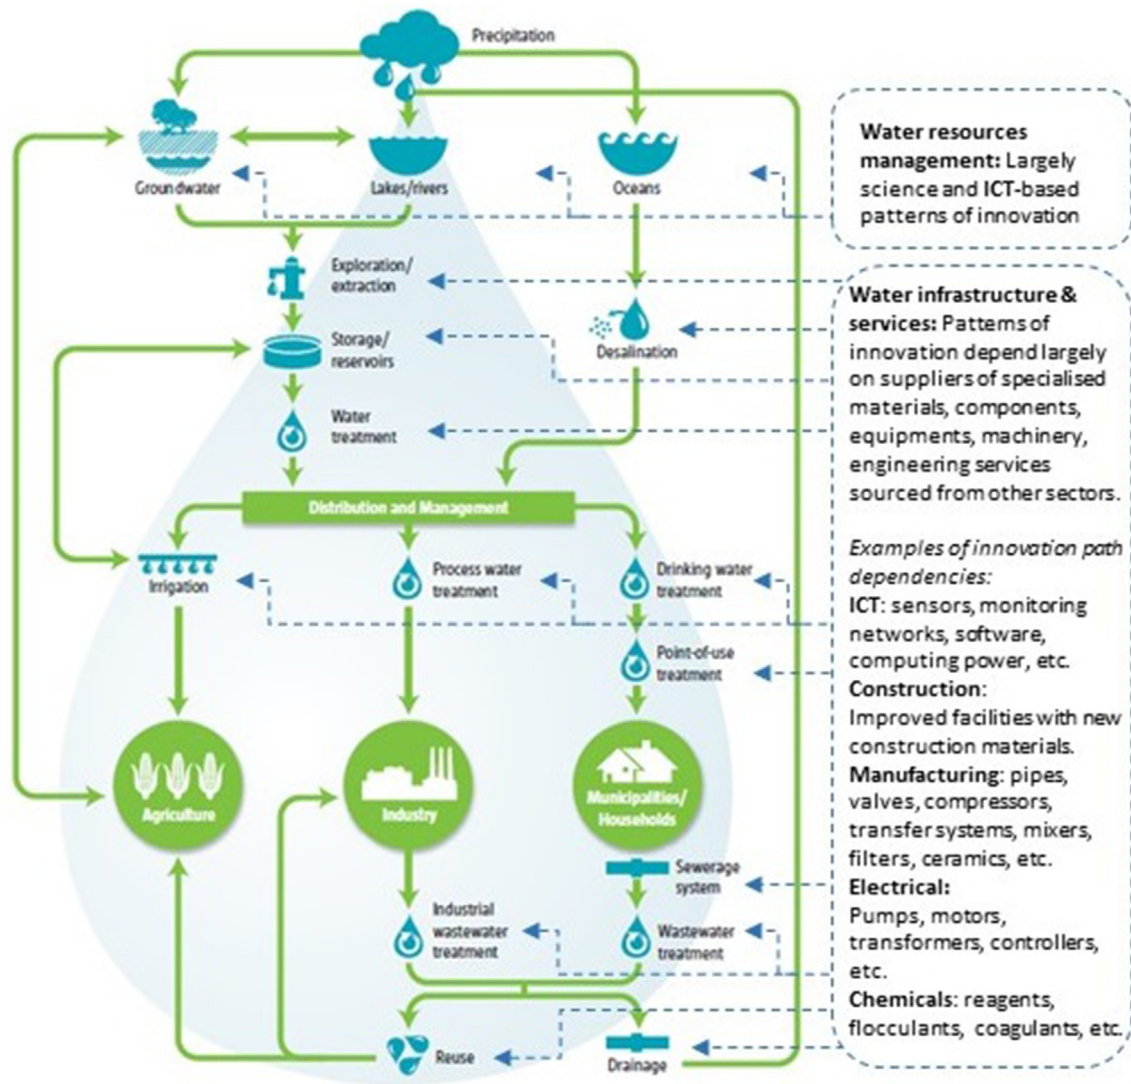 Precipitation
Groundwater
Lakes/rivers
Oceans
Water resources
management: Largely
science and ICT-based
patterns of innovation
Exploration/
extraction
Storage/
reservoirs
Desalination
Water
treatment
Water infrastructure &
services: Patterns of
innovation depend largely
on suppliers of specialised
materials, components,
equipments, machinery,
engineering services
sourced from other sectors.
Distribution and Management
Irrigation
Process water
treatment
Drinking water
treatment
Point-of-use
treatment
Examples of innovation path
dependencies:
ICT: sensors, monitoring
networks, software,
computing power, etc.
Construction:
Improved facilities with new
construction materials.
Manufacturing: pipes,
valves, compressors,
transfer systems, mixers,
filters, ceramics, etc.
Electrical:
Pumps, motors,
transformers, controllers,
etc.
Chemicals: reagents,
flocculants, coagulants, etc.
Agriculture
Industry
Municipalities/
Households
Sewerage
system
Industrial
wastewater
treatment
Wastewater
treatment
Reuse
Drainage